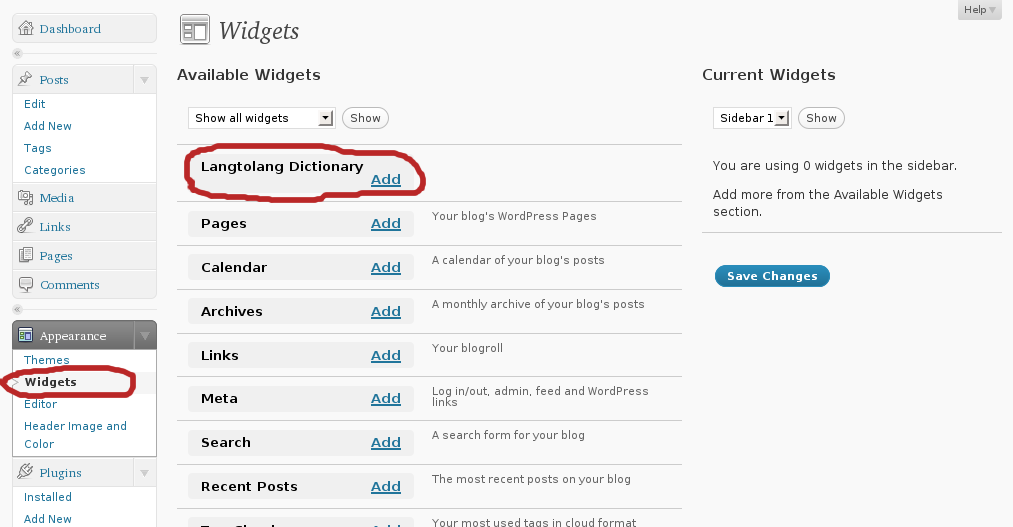 Help
Dashboard
Widgets
Posts
Edit
Add New
Tags
Categories
Media
Links
Pages
Comments
Appearance
Themes
Widgets
Editor
Header Image and
Color
Plugins
Installed
Add New
Available Widgets
Show all widgets
Show
Langtolang Dictionary
Add
Pages Add
Your blog's WordPress Pages
Calendar Add
A calendar of your blog's posts
Archives Add
A monthly archive of your blog's posts
Links Add
Your blogroll
Meta Add
Log in/out, admin, feed and WordPress
links
Search Add
A search form for your blog
Recent Posts Add
The most recent posts on your blog
Your most used tags in cloud format
Current Widgets
Sidebar 1
Show
You are using 0 widgets in the sidebar.
Add more from the Available Widgets
section.
Save Changes